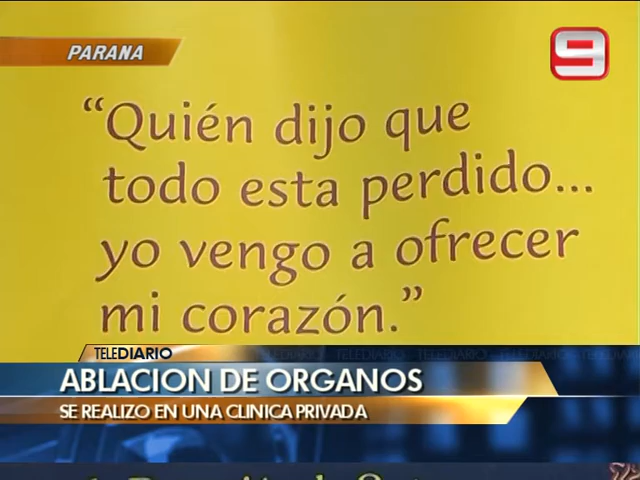 PARANA
9
“Quién dijo que
todo esta perdido...
yo vengo a ofrecer
mi corazón.”
TELEDIARIO
ABLACION DE ORGANOS
SE REALIZO EN UNA CLINICA PRIVADA